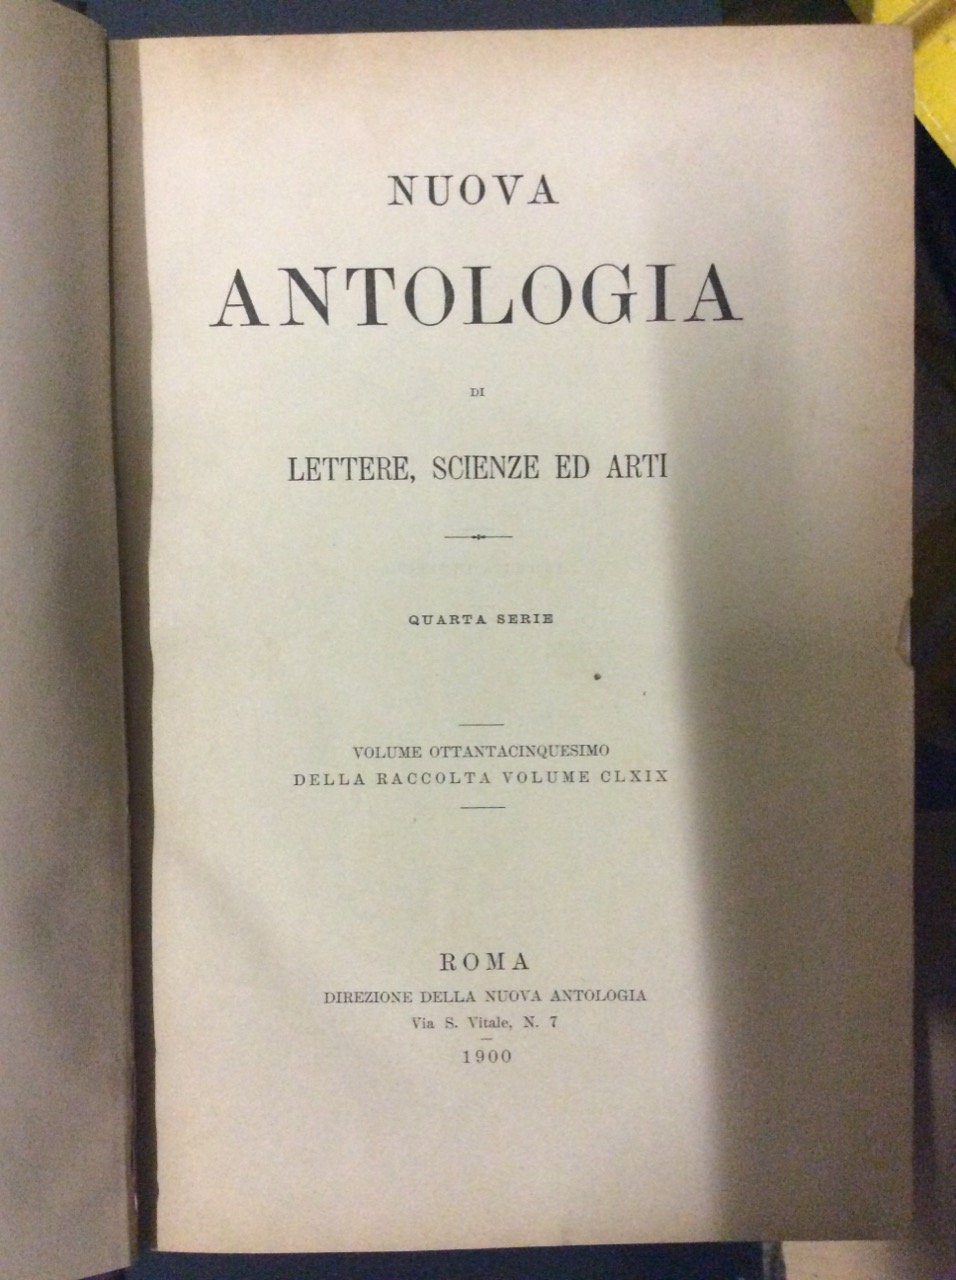 NUOVA
ANTOLOGIA
DI
LETTERE, SCIENZE ED ARTI
QUARTA SERIE
VOLUME OTTANTACINQUESIMO
DELLA RACCOLTA VOLUME CLXIX
ROMA
DIREZIONE DELLA NUOVA ANTOLOGIA
Via S. Vitale, N. 7
1900